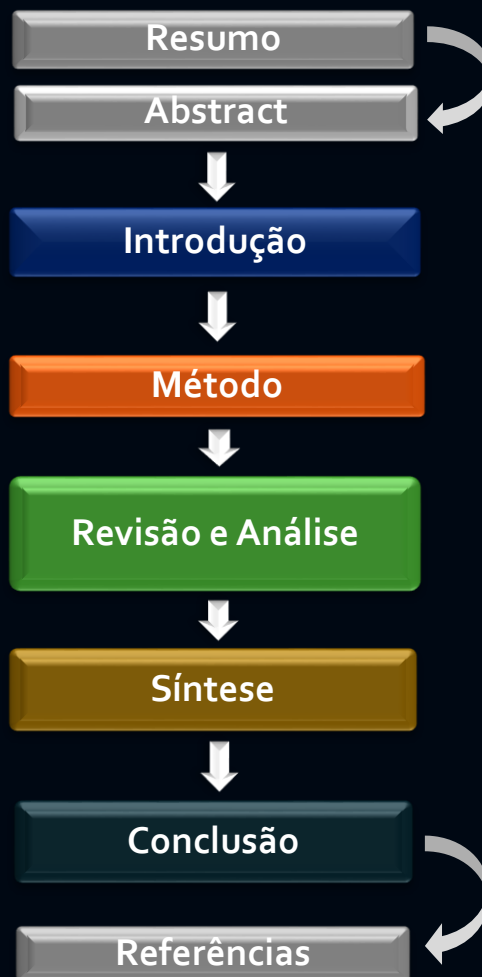 Resumo
Abstract
Introdução
Método
Revisão e Análise
Síntese
Conclusão
Referências